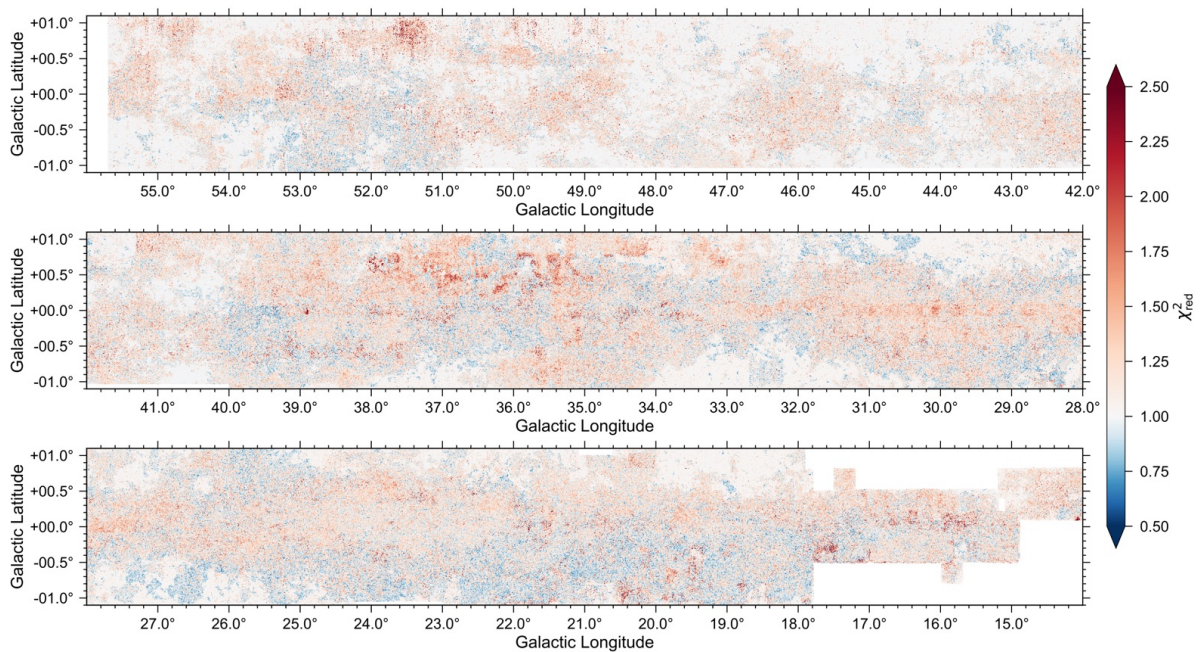 +01.0°
+00.5°
+00.0°
-00.5°
-01.0°
Galactic Latitude
55.0° 54.0° 53.0° 52.0° 51.0° 50.0° 49.0° 48.0° 47.0° 46.0° 45.0° 44.0° 43.0° 42.0°
Galactic Longitude
+01.0°
+00.5°
+00.0°
-00.5°
-01.0°
Galactic Latitude
41.0° 40.0° 39.0° 38.0° 37.0° 36.0° 35.0° 34.0° 33.0° 32.0° 31.0° 30.0° 29.0° 28.0°
Galactic Longitude
+01.0°
+00.5°
+00.0°
-00.5°
-01.0°
Galactic Latitude
27.0° 26.0° 25.0° 24.0° 23.0° 22.0° 21.0° 20.0° 19.0° 18.0° 17.0° 16.0° 15.0°
Galactic Longitude
2.50
2.25
2.00
1.75
1.50
1.25
1.00
0.75
0.50
χ²red